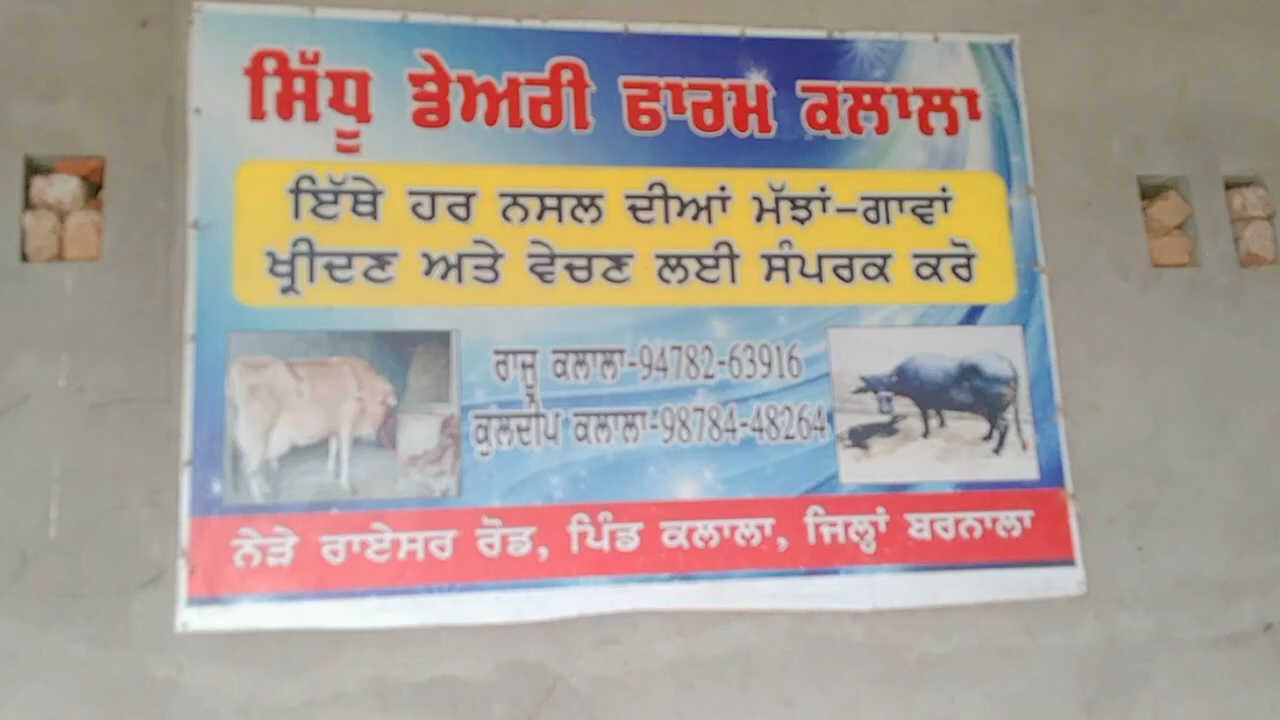 ਸਿੱਧੂ ਡੇਅਰੀ ਫਾਰਮ ਕਲਾਲਾ
ਇੱਥੇ ਹਰ ਨਸਲ ਦੀਆਂ ਮੱਝਾਂ-ਗਾਵਾਂ
ਖ੍ਰੀਦਣ ਅਤੇ ਵੇਚਣ ਲਈ ਸੰਪਰਕ ਕਰੋ
ਰਾਜੂ ਕਲਾਲਾ-94782-63916
ਕੁਲਦੀਪ ਕਲਾਲਾ-98784-48264
ਨੇੜੇ ਰਾਏਸਰ ਰੋਡ, ਪਿੰਡ ਕਲਾਲਾ, ਜਿਲ੍ਹਾਂ ਬਰਨਾਲਾ